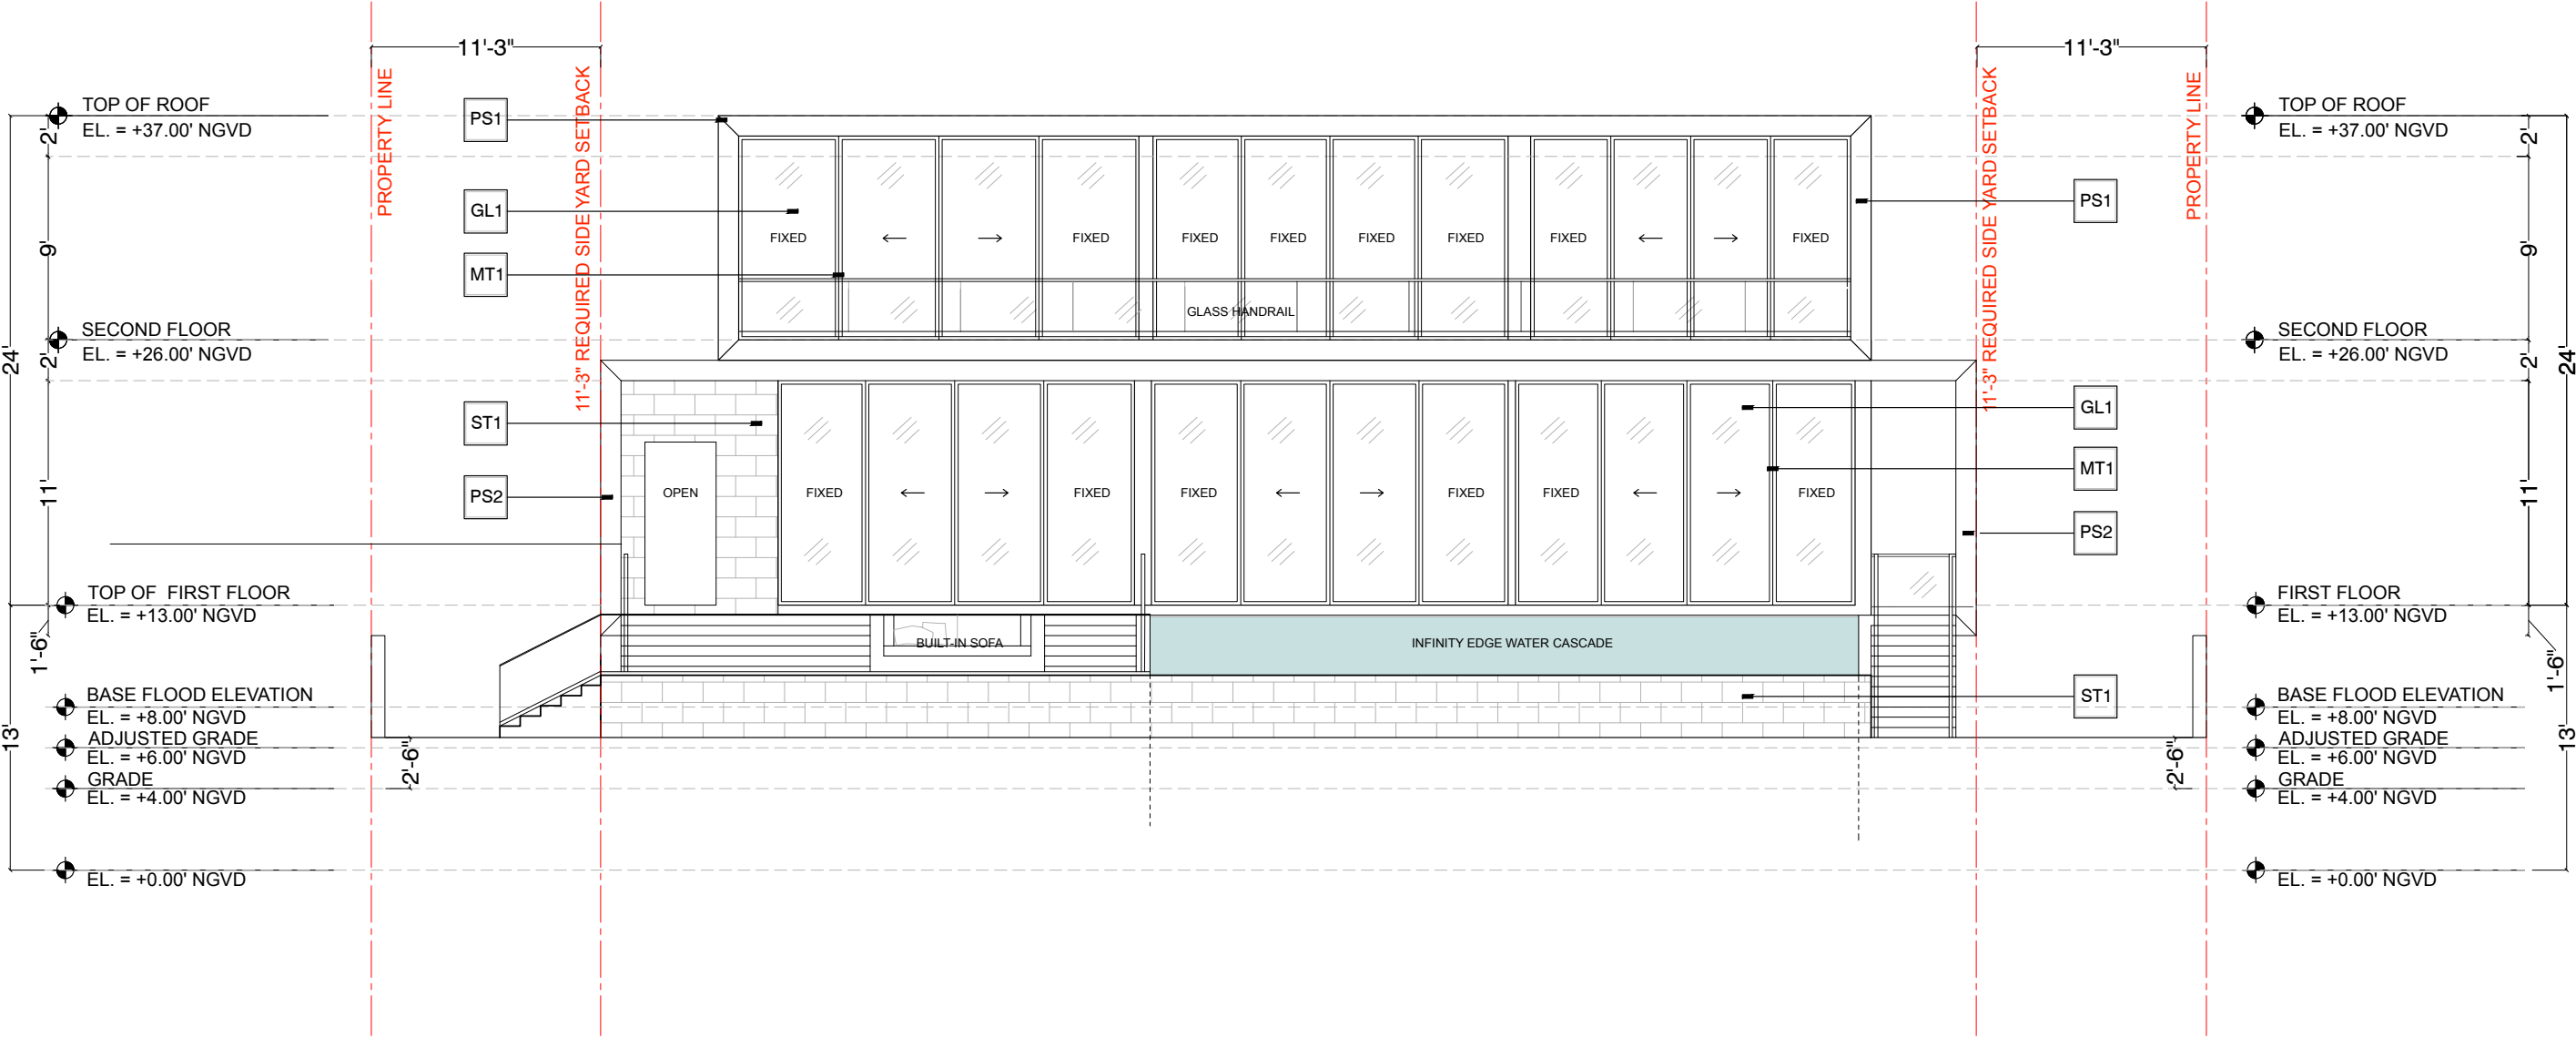 11'-3"
11'-3"
PROPERTY LINE
11'-3" REQUIRED SIDE YARD SETBACK
11'-3" REQUIRED SIDE YARD SETBACK
PROPERTY LINE
TOP OF ROOF
EL. = +37.00' NGVD
2'
9'
SECOND FLOOR
EL. = +26.00' NGVD
24'
2'
11'
TOP OF FIRST FLOOR
EL. = +13.00' NGVD
1'-6"
BASE FLOOD ELEVATION
EL. = +8.00' NGVD
ADJUSTED GRADE
EL. = +6.00' NGVD
GRADE
EL. = +4.00' NGVD
13'
2'-6"
EL. = +0.00' NGVD
PS1
GL1
MT1
ST1
PS2
FIXED
FIXED
FIXED
FIXED
FIXED
FIXED
FIXED
FIXED
GLASS HANDRAIL
OPEN
FIXED
FIXED
FIXED
FIXED
FIXED
FIXED
BUILT-IN SOFA
INFINITY EDGE WATER CASCADE
PS1
GL1
MT1
PS2
ST1
TOP OF ROOF
EL. = +37.00' NGVD
2'
9'
SECOND FLOOR
EL. = +26.00' NGVD
2'
24'
11'
FIRST FLOOR
EL. = +13.00' NGVD
1'-6"
BASE FLOOD ELEVATION
EL. = +8.00' NGVD
ADJUSTED GRADE
EL. = +6.00' NGVD
GRADE
EL. = +4.00' NGVD
13'
2'-6"
EL. = +0.00' NGVD